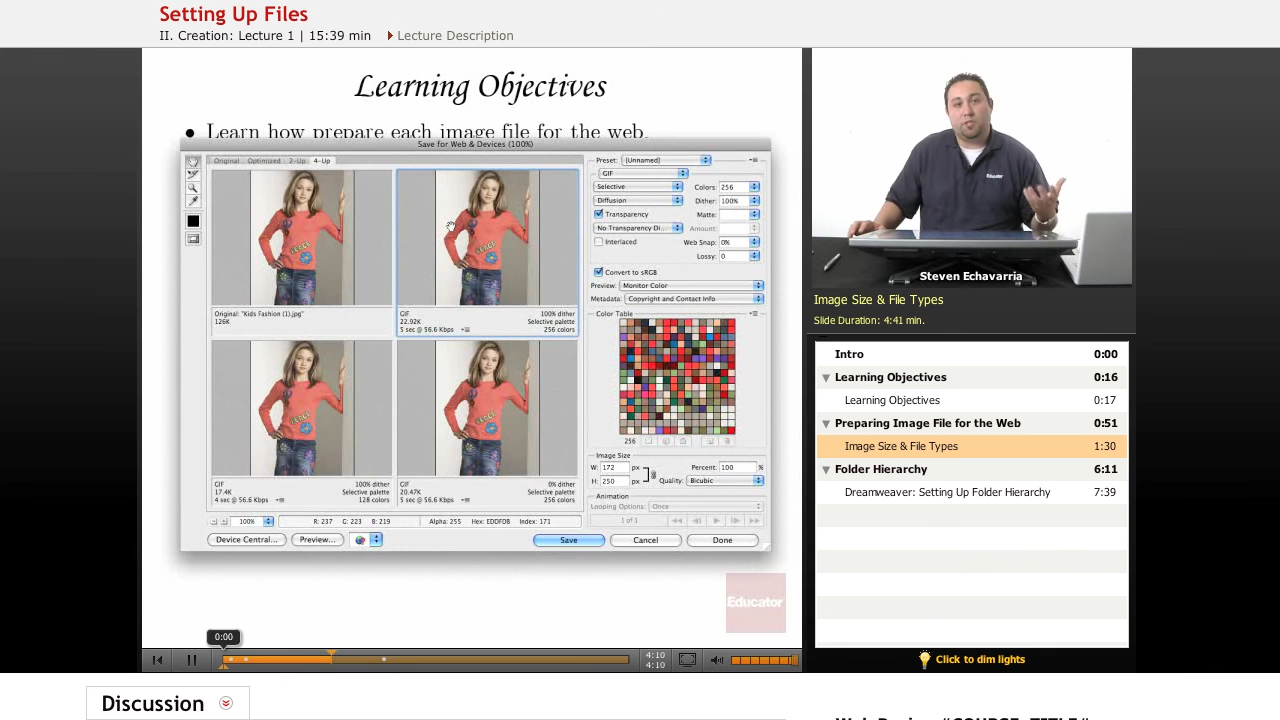 Setting Up Files
II. Creation: Lecture 1 | 15:39 min Lecture Description
Learning Objectives
• Learn how prepare each image file for the web.
Save for Web & Devices (100%)
Original Optimized 2-Up 4-Up
Original: "Kids Fashion (1).jpg"
126K
GIF 100% dither
22.92K Selective palette
5 sec @ 56.6 Kbps 256 colors
GIF 100% dither
17.4K Selective palette
4 sec @ 56.6 Kbps 128 colors
GIF 0% dither
20.47K Selective palette
5 sec @ 56.6 Kbps 256 colors
Preset: [Unnamed]
GIF
Selective Colors: 256
Diffusion Dither: 100%
Transparency Matte:
No Transparency Di... Amount:
Interlaced Web Snap: 0%
Lossy: 0
Convert to sRGB
Preview: Monitor Color
Metadata: Copyright and Contact Info
Color Table
256
Image Size
W: 172 px Percent: 100 %
H: 250 px Quality: Bicubic
Animation
Looping Options: Once
1 of 1
100% R: 237 G: 223 B: 219 Alpha: 255 Hex: EDDFDB Index: 171
Device Central... Preview... Save Cancel Done
Educator
0:00
4:10
4:10
Educator
Steven Echavarria
Image Size & File Types
Slide Duration: 4:41 min.
Intro 0:00
Learning Objectives 0:16
Learning Objectives 0:17
Preparing Image File for the Web 0:51
Image Size & File Types 1:30
Folder Hierarchy 6:11
Dreamweaver: Setting Up Folder Hierarchy 7:39
Click to dim lights
Discussion
Web Design #COURSE_TITLE#